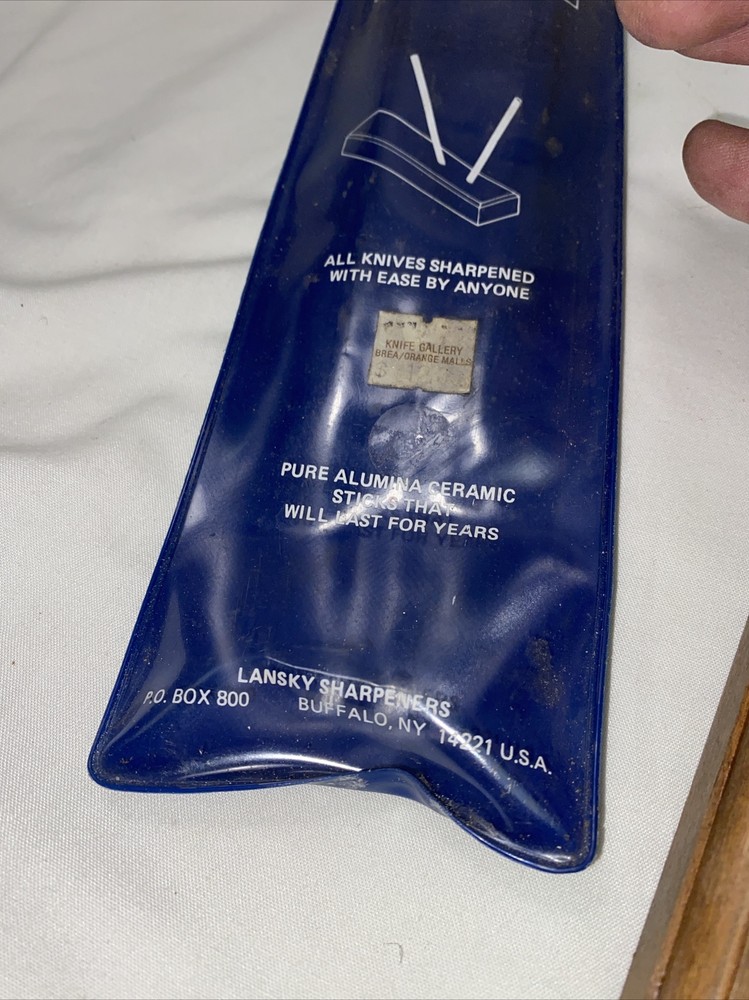 ALL KNIVES SHARPENED
WITH EASE BY ANYONE
KNIFE GALLERY
BREA/ORANGE MALLS
$
PURE ALUMINA CERAMIC
STICKS THAT
WILL LAST FOR YEARS
LANSKY SHARPENERS
P.O. BOX 800 BUFFALO, NY 14221 U.S.A.